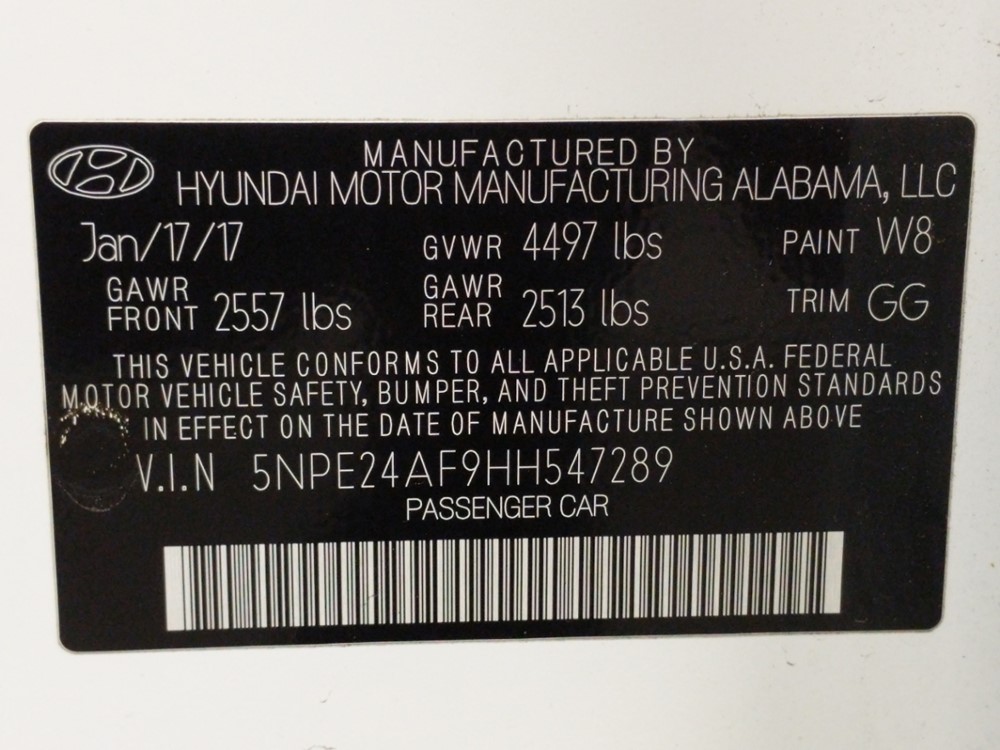 MANUFACTURED BY
HYUNDAI MOTOR MANUFACTURING ALABAMA, LLC
Jan/17/17 GVWR 4497 lbs PAINT W8
GAWR FRONT 2557 lbs GAWR REAR 2513 lbs TRIM GG
THIS VEHICLE CONFORMS TO ALL APPLICABLE U.S.A. FEDERAL
MOTOR VEHICLE SAFETY, BUMPER, AND THEFT PREVENTION STANDARDS
IN EFFECT ON THE DATE OF MANUFACTURE SHOWN ABOVE
V.I.N 5NPE24AF9HH547289
PASSENGER CAR